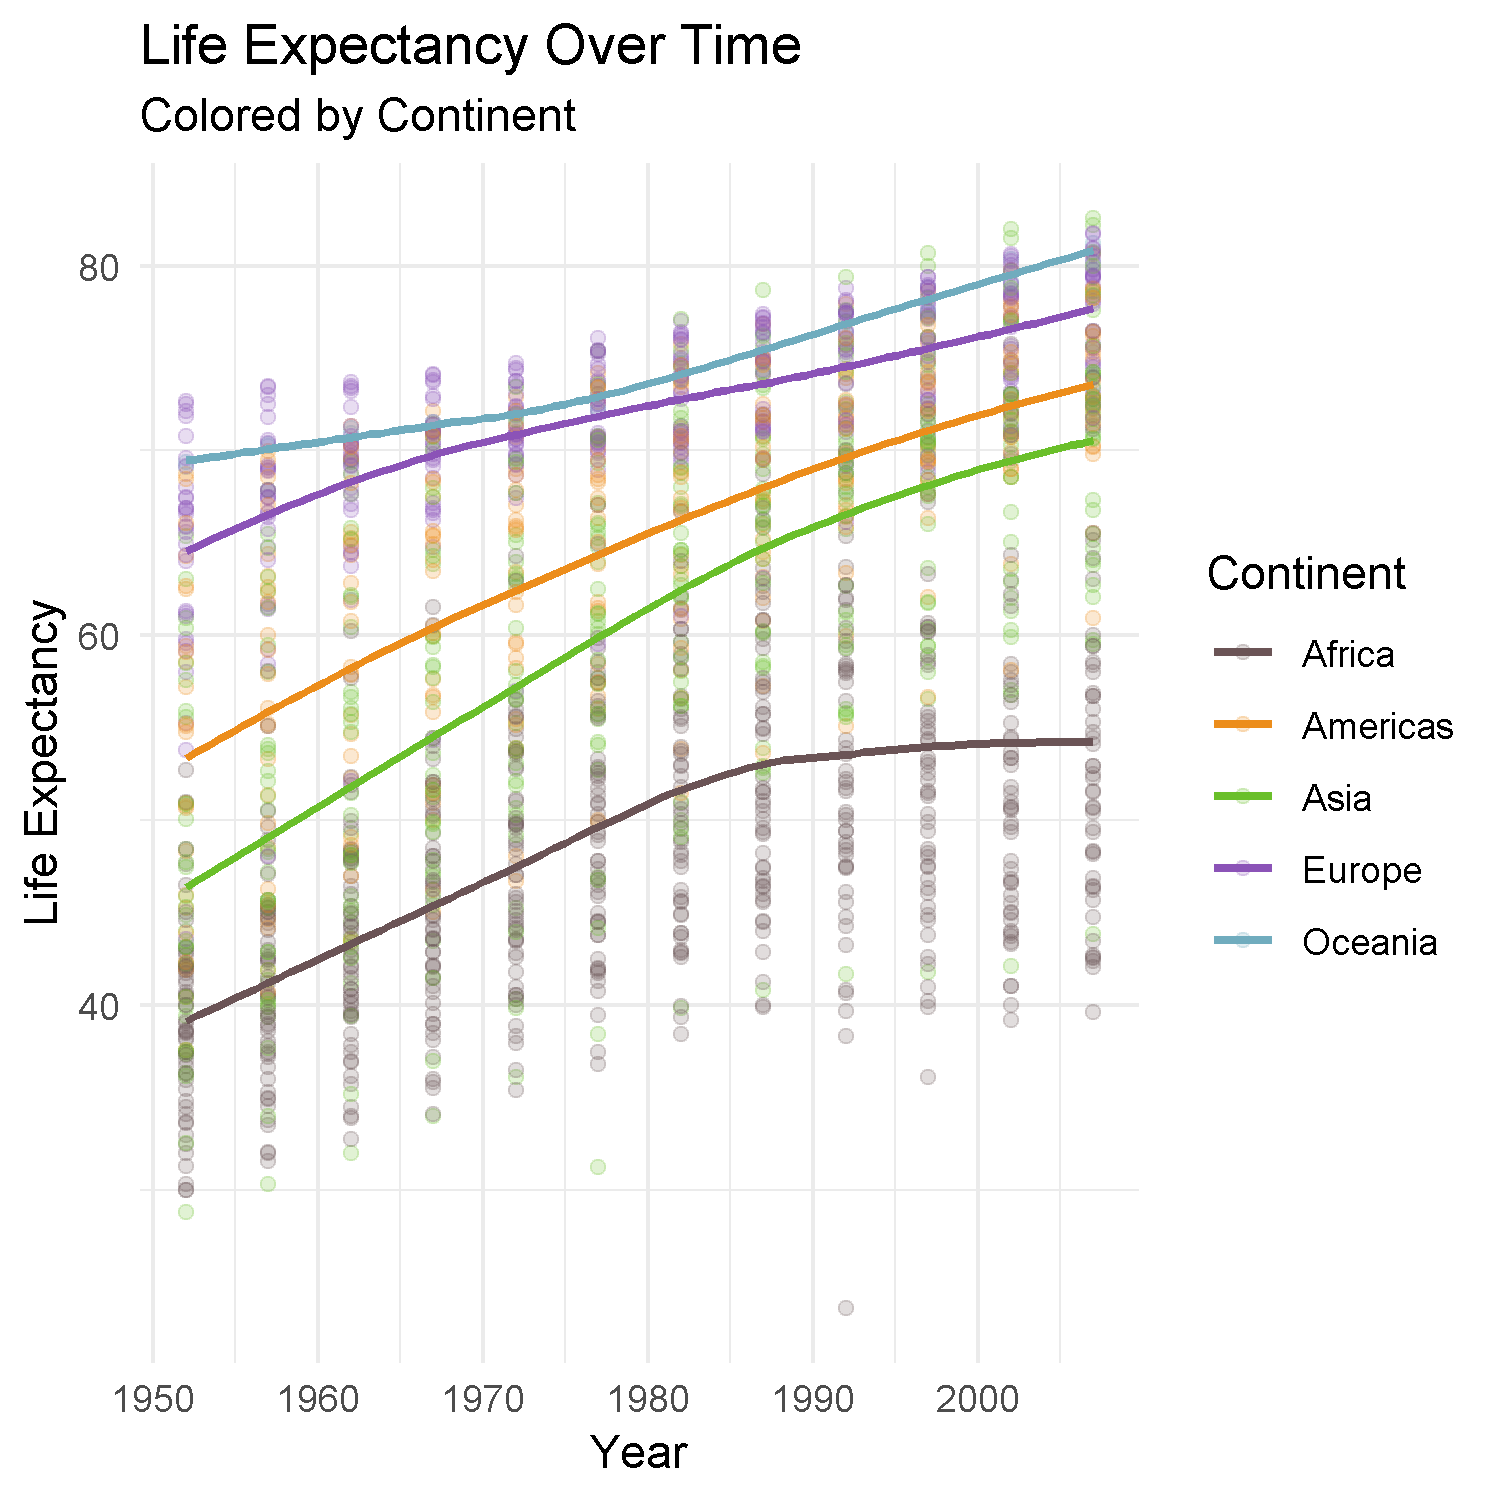 Life Expectancy Over Time
Colored by Continent
Life Expectancy
80
60
40
1950 1960 1970 1980 1990 2000
Year
Continent
Africa
Americas
Asia
Europe
Oceania